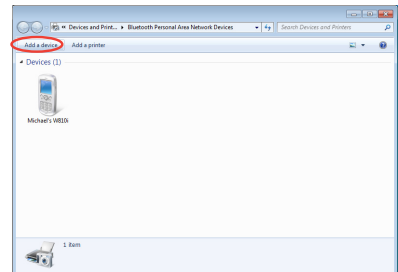 « Devices and Print... ▸ Bluetooth Personal Area Network Devices
Search Devices and Printers
Add a device Add a printer
Devices (1)
Michael's W810i
1 item